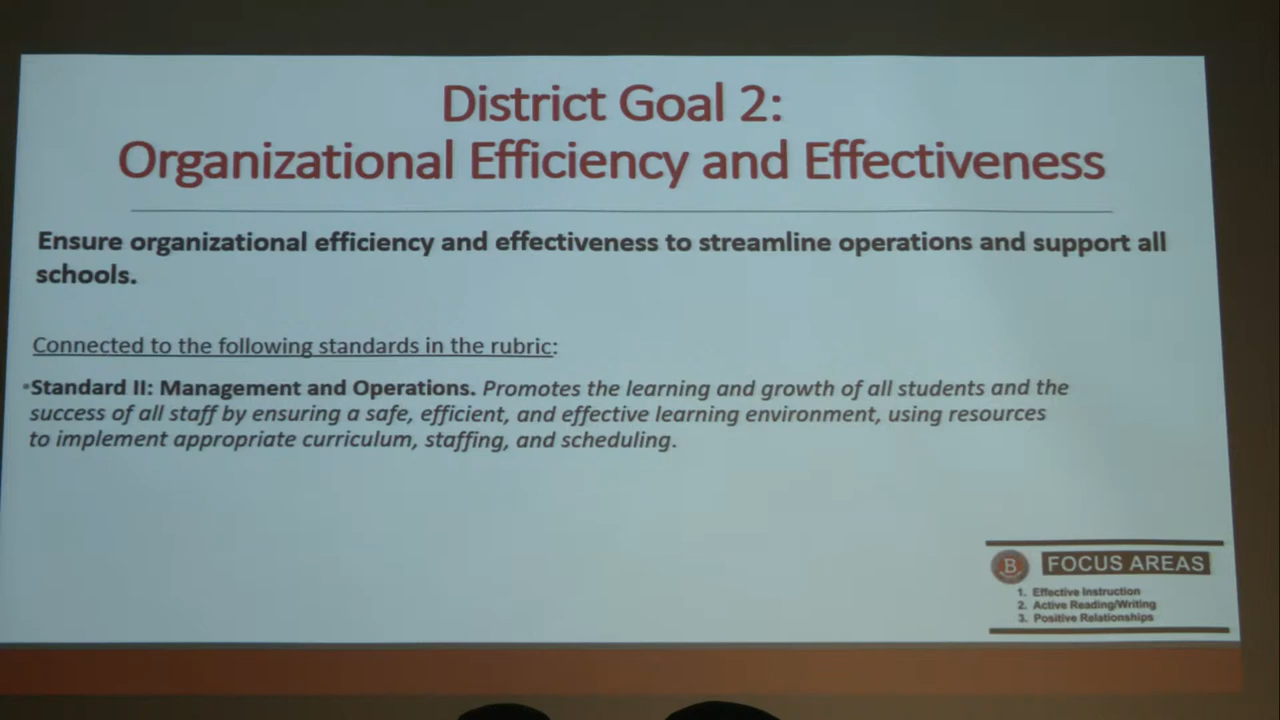 District Goal 2:
Organizational Efficiency and Effectiveness
Ensure organizational efficiency and effectiveness to streamline operations and support all
schools.
Connected to the following standards in the rubric:
•Standard II: Management and Operations. Promotes the learning and growth of all students and the
success of all staff by ensuring a safe, efficient, and effective learning environment, using resources
to implement appropriate curriculum, staffing, and scheduling.
B FOCUS AREAS
1. Effective Instruction
2. Active Reading/Writing
3. Positive Relationships